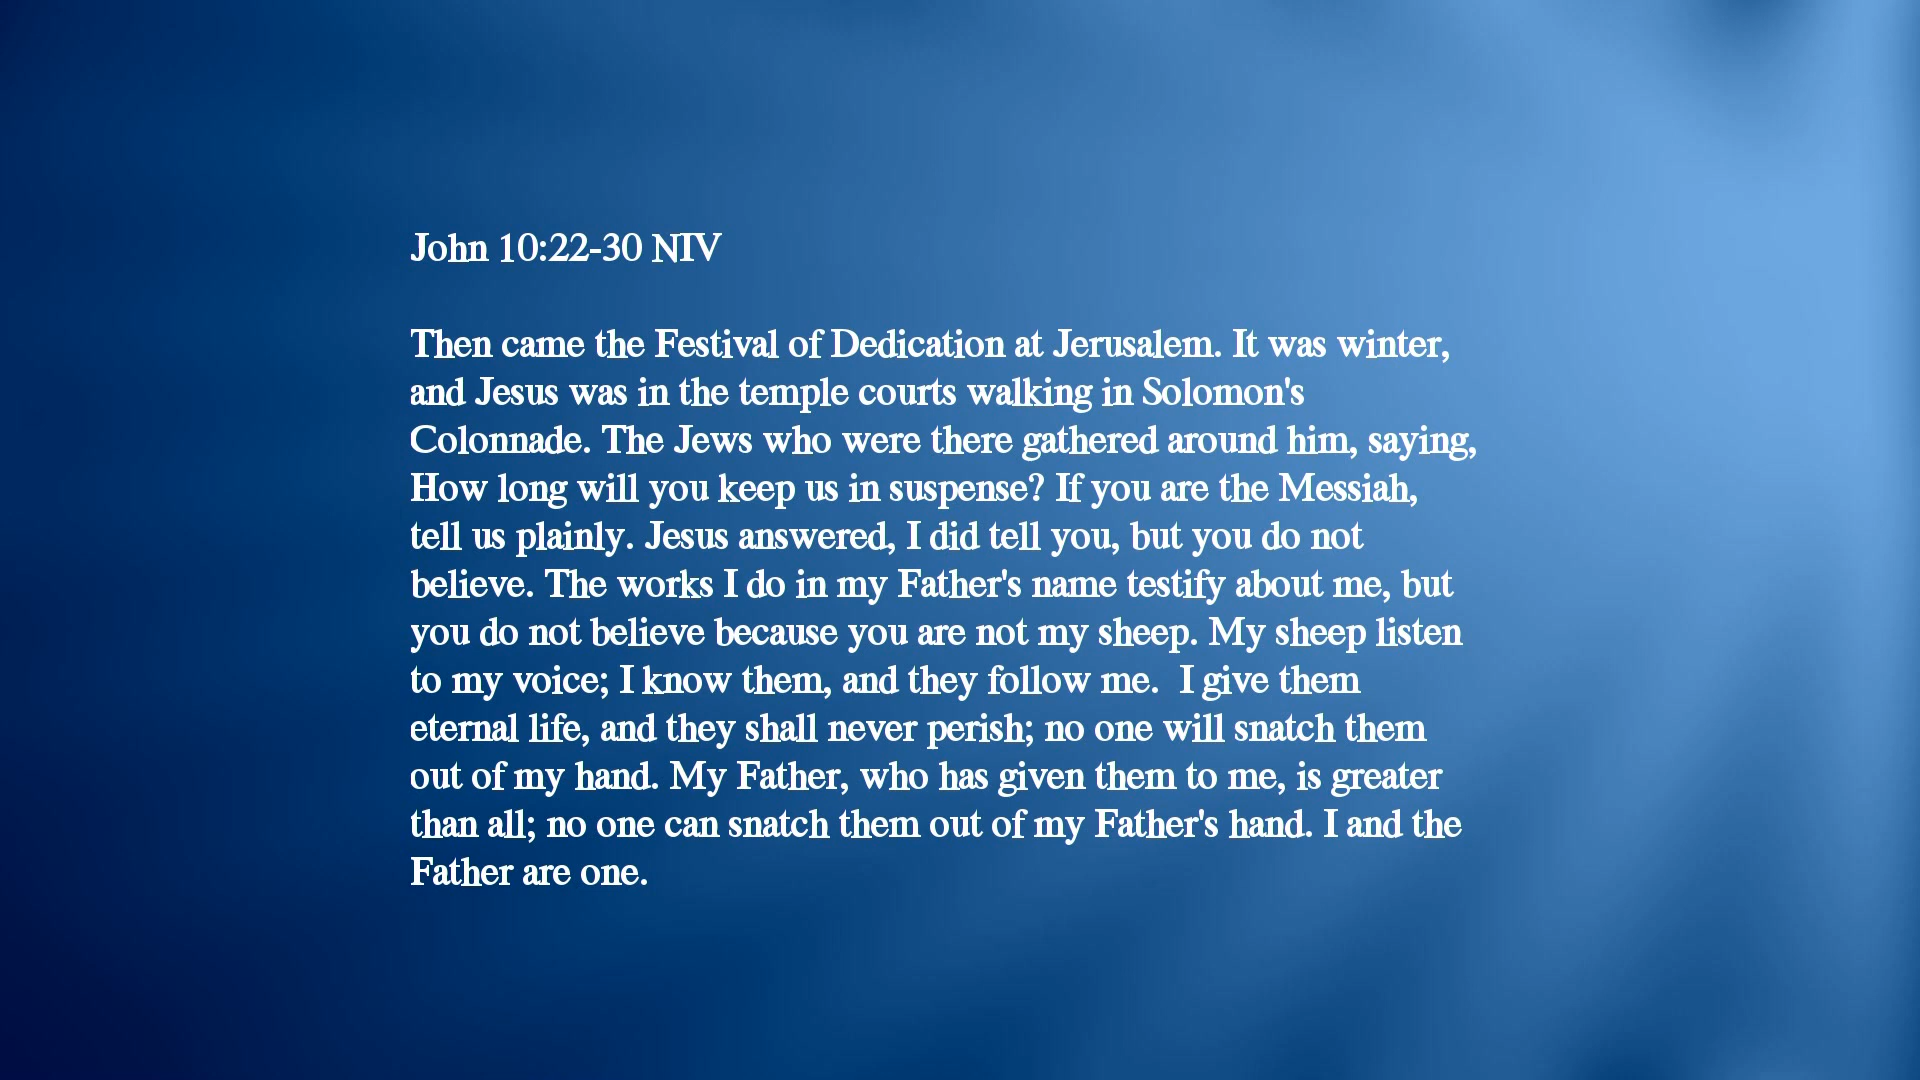 John 10:22-30 NIV
Then came the Festival of Dedication at Jerusalem. It was winter,
and Jesus was in the temple courts walking in Solomon's
Colonnade. The Jews who were there gathered around him, saying,
How long will you keep us in suspense? If you are the Messiah,
tell us plainly. Jesus answered, I did tell you, but you do not
believe. The works I do in my Father's name testify about me, but
you do not believe because you are not my sheep. My sheep listen
to my voice; I know them, and they follow me.  I give them
eternal life, and they shall never perish; no one will snatch them
out of my hand. My Father, who has given them to me, is greater
than all; no one can snatch them out of my Father's hand. I and the
Father are one.